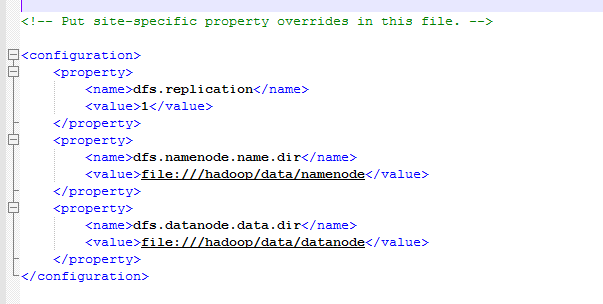 <!-- Put site-specific property overrides in this file. -->
<configuration>
<property>
<name>dfs.replication</name>
<value>1</value>
</property>
<property>
<name>dfs.namenode.name.dir</name>
<value>file:///hadoop/data/namenode</value>
</property>
<property>
<name>dfs.datanode.data.dir</name>
<value>file:///hadoop/data/datanode</value>
</property>
</configuration>